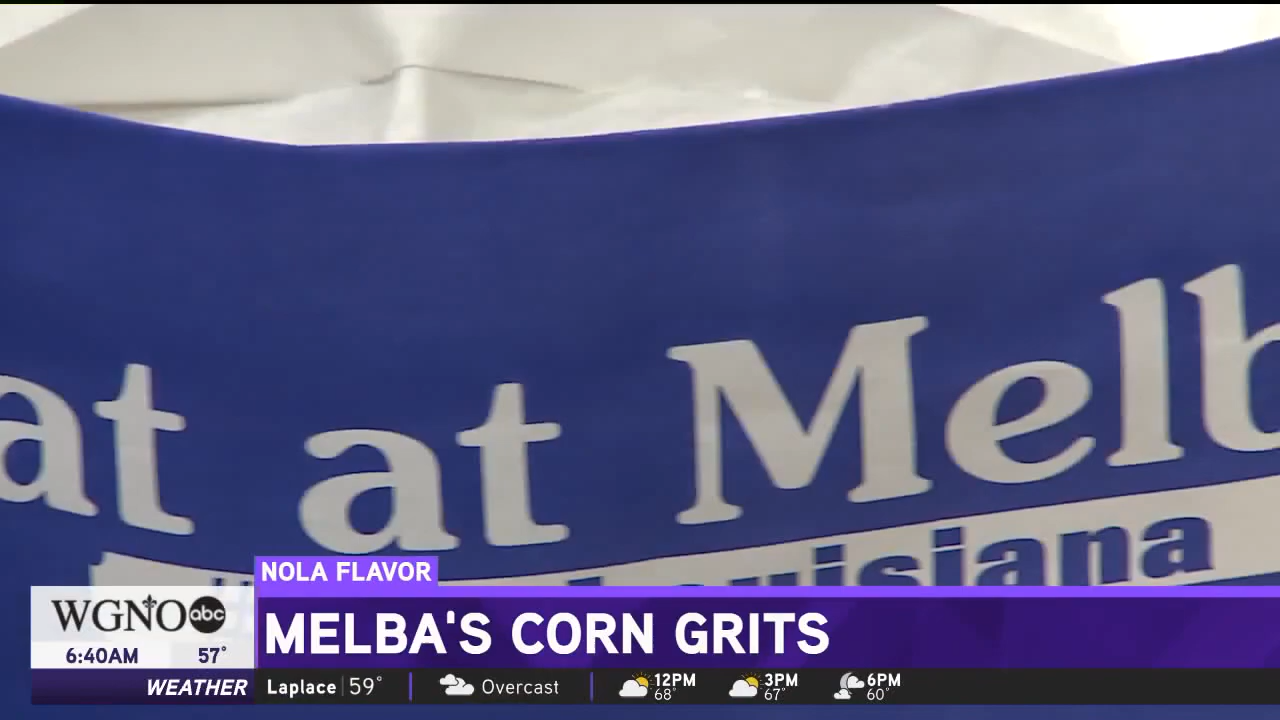 at at Melb
Louisiana
NOLA FLAVOR
WGNO abc
MELBA'S CORN GRITS
6:40AM 57°
WEATHER
Laplace 59° Overcast 12PM 68° 3PM 67° 6PM 60°